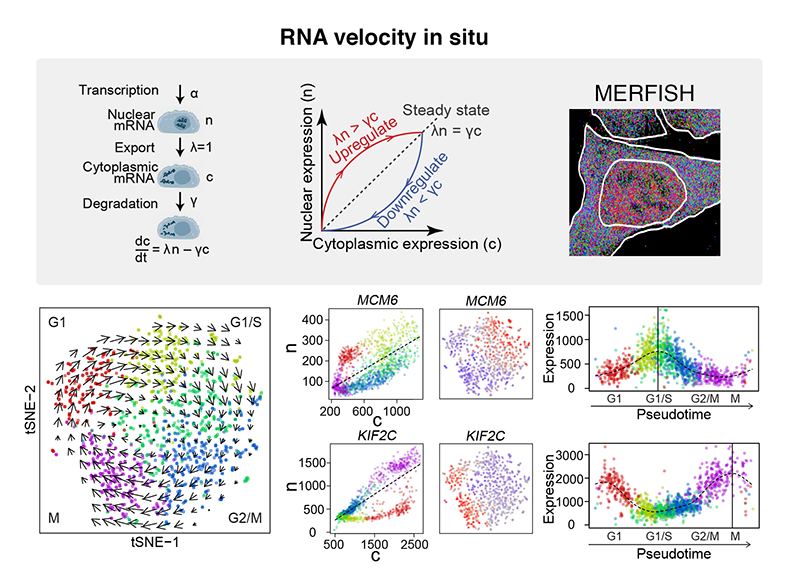 RNA velocity in situ
Transcription
α
Nuclear
mRNA
n
Export
λ=1
Cytoplasmic
mRNA
c
Degradation
γ
dc
dt
= λn − γc
Nuclear expression (n)
λn > γc
Upregulate
Steady state
λn = γc
Downregulate
λn < γc
Cytoplasmic expression (c)
MERFISH
G1
G1/S
M
G2/M
tSNE−2
tSNE−1
MCM6
n
400
300
200
100
200
600
1000
c
MCM6
Expression
1500
1000
500
0
G1
G1/S
G2/M
M
Pseudotime
KIF2C
n
1500
1000
500
0
500
1500
2500
c
KIF2C
Expression
3000
2000
1000
0
G1
G1/S
G2/M
M
Pseudotime